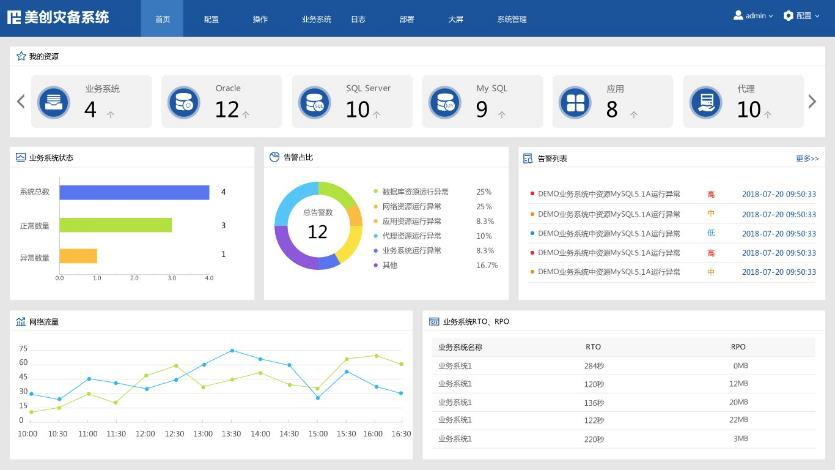 美创灾备系统 首页 配置 操作 业务系统 日志 部署 大屏 系统管理 admin 配置
我的资源
业务系统 Oracle SQL Server My SQL 应用 代理
4 个 12 个 10 个 9 个 8 个 10 个
业务系统状态
系统总数 4
正常数量 3
异常数量 1
0.0 1.0 2.0 3.0 4.0
告警占比
总告警数
12
数据库资源运行异常 25%
网络资源运行异常 25%
应用资源运行异常 8.3%
代理资源运行异常 10%
业务系统运行异常 8.3%
其他 16.7%
告警列表 更多>>
DEMO业务系统中资源MySQL5.1A运行异常 高 2018-07-20 09:50:33
DEMO业务系统中资源MySQL5.1A运行异常 中 2018-07-20 09:50:33
DEMO业务系统中资源MySQL5.1A运行异常 低 2018-07-20 09:50:33
DEMO业务系统中资源MySQL5.1A运行异常 高 2018-07-20 09:50:33
DEMO业务系统中资源MySQL5.1A运行异常 中 2018-07-20 09:50:33
网络流量
75
60
45
30
15
0
10:00 10:30 11:00 11:30 12:00 12:30 13:00 13:30 14:00 14:30 15:00 15:30 16:00 16:30
业务系统RTO、RPO
业务系统名称 RTO RPO
业务系统1 284秒 0MB
业务系统1 120秒 12MB
业务系统1 136秒 20MB
业务系统1 122秒 22MB
业务系统1 220秒 3MB